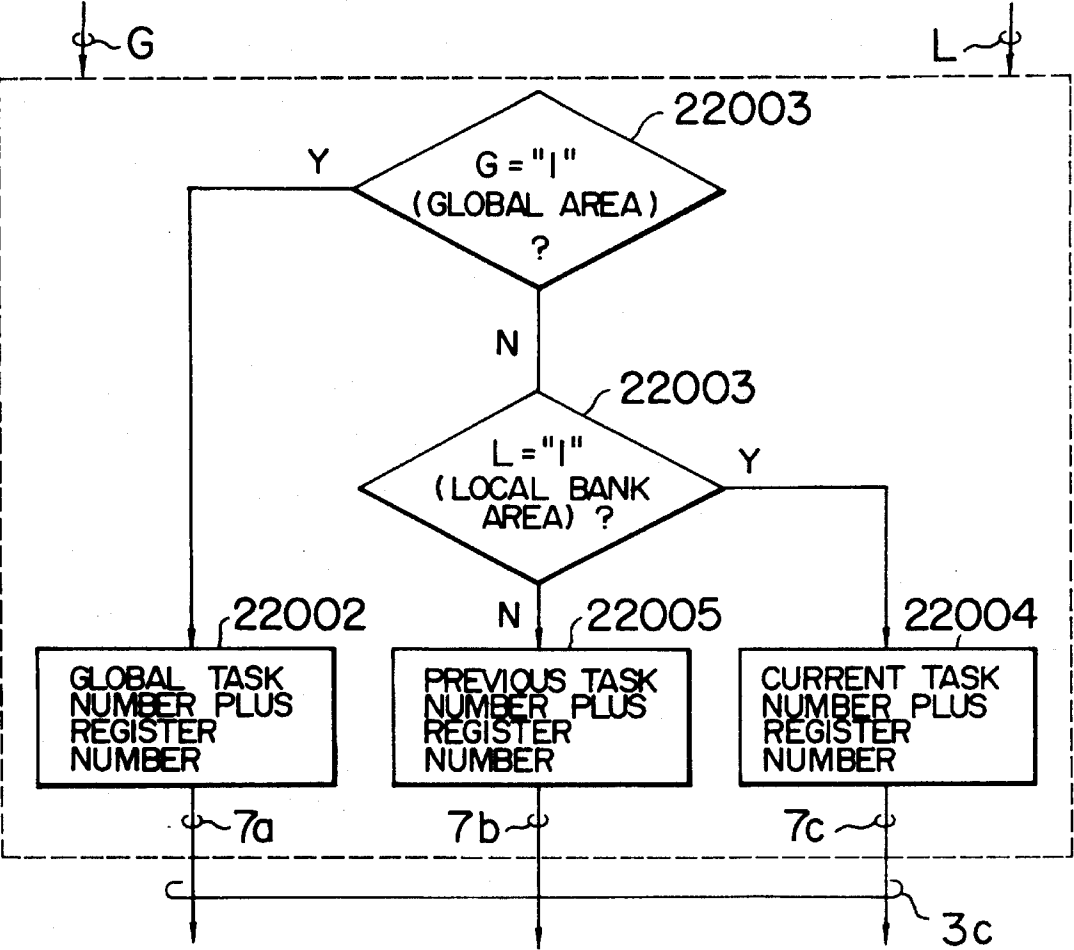 G
L
22003
Y
G = "1"
(GLOBAL AREA)
?
N
22003
L = "1"
(LOCAL BANK
AREA) ?
Y
N
22002
GLOBAL TASK
NUMBER PLUS
REGISTER
NUMBER
22005
PREVIOUS TASK
NUMBER PLUS
REGISTER
NUMBER
22004
CURRENT TASK
NUMBER PLUS
REGISTER
NUMBER
7a
7b
7c
3c